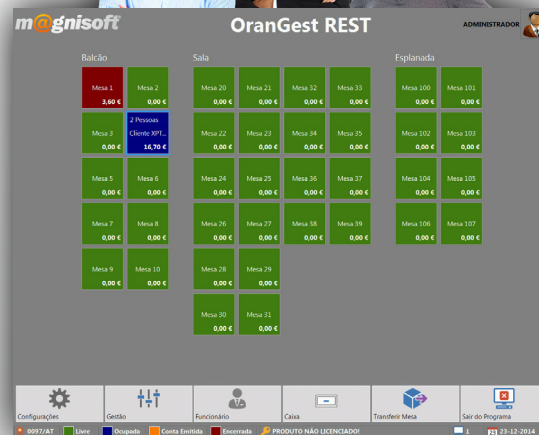 m@gnisoft
OranGest REST
ADMINISTRADOR
Balcão
Sala
Esplanada
Mesa 1
3,60 €
Mesa 2
0,00 €
Mesa 20
0,00 €
Mesa 21
0,00 €
Mesa 32
0,00 €
Mesa 33
0,00 €
Mesa 100
0,00 €
Mesa 101
0,00 €
Mesa 3
0,00 €
2 Pessoas
Cliente XPT...
16,70 €
Mesa 22
0,00 €
Mesa 23
0,00 €
Mesa 34
0,00 €
Mesa 35
0,00 €
Mesa 102
0,00 €
Mesa 103
0,00 €
Mesa 5
0,00 €
Mesa 6
0,00 €
Mesa 24
0,00 €
Mesa 25
0,00 €
Mesa 36
0,00 €
Mesa 37
0,00 €
Mesa 104
0,00 €
Mesa 105
0,00 €
Mesa 7
0,00 €
Mesa 8
0,00 €
Mesa 26
0,00 €
Mesa 27
0,00 €
Mesa 38
0,00 €
Mesa 39
0,00 €
Mesa 106
0,00 €
Mesa 107
0,00 €
Mesa 9
0,00 €
Mesa 10
0,00 €
Mesa 28
0,00 €
Mesa 29
0,00 €
Mesa 30
0,00 €
Mesa 31
0,00 €
Configurações
Gestão
Funcionário
Caixa
Transferir Mesa
Sair do Programa
0097/AT
Livre
Ocupada
Conta Emitida
Encerrada
PRODUTO NÃO LICENCIADO!
1
23-12-2014